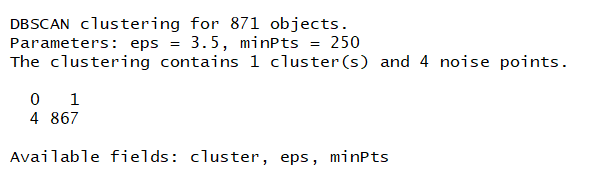 DBSCAN clustering for 871 objects.
Parameters: eps = 3.5, minPts = 250
The clustering contains 1 cluster(s) and 4 noise points.
0 1
4 867
Available fields: cluster, eps, minPts